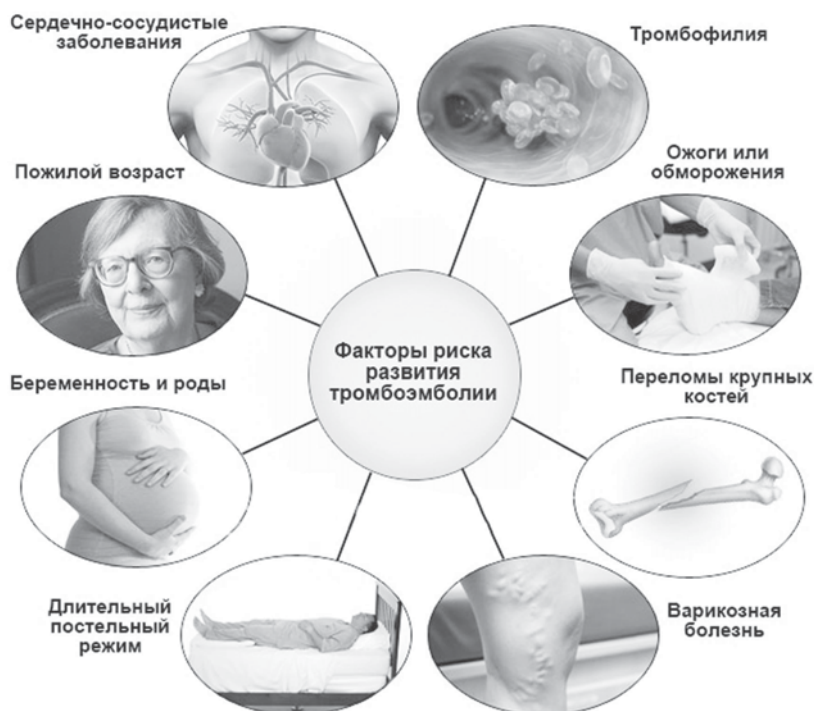 Сердечно-сосудистые
заболевания
Тромбофилия
Пожилой возраст
Ожоги или
обморожения
Факторы риска
развития
тромбоэмболии
Беременность и роды
Переломы крупных
костей
Длительный
постельный
режим
Варикозная
болезнь